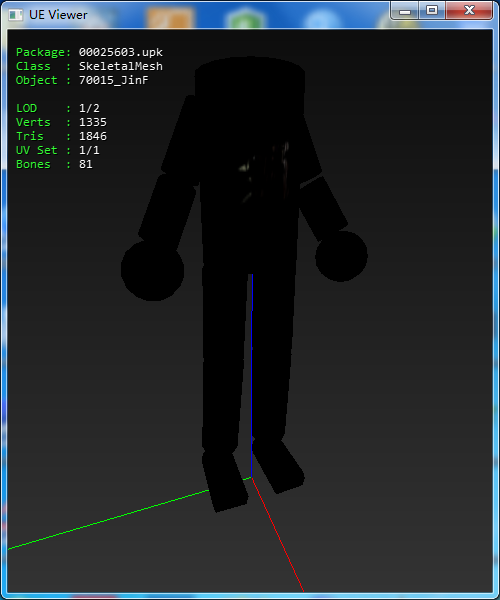 UE Viewer
Package: 00025603.upk
Class : SkeletalMesh
Object : 70015_JinF
LOD : 1/2
Verts : 1335
Tris : 1846
UV Set : 1/1
Bones : 81